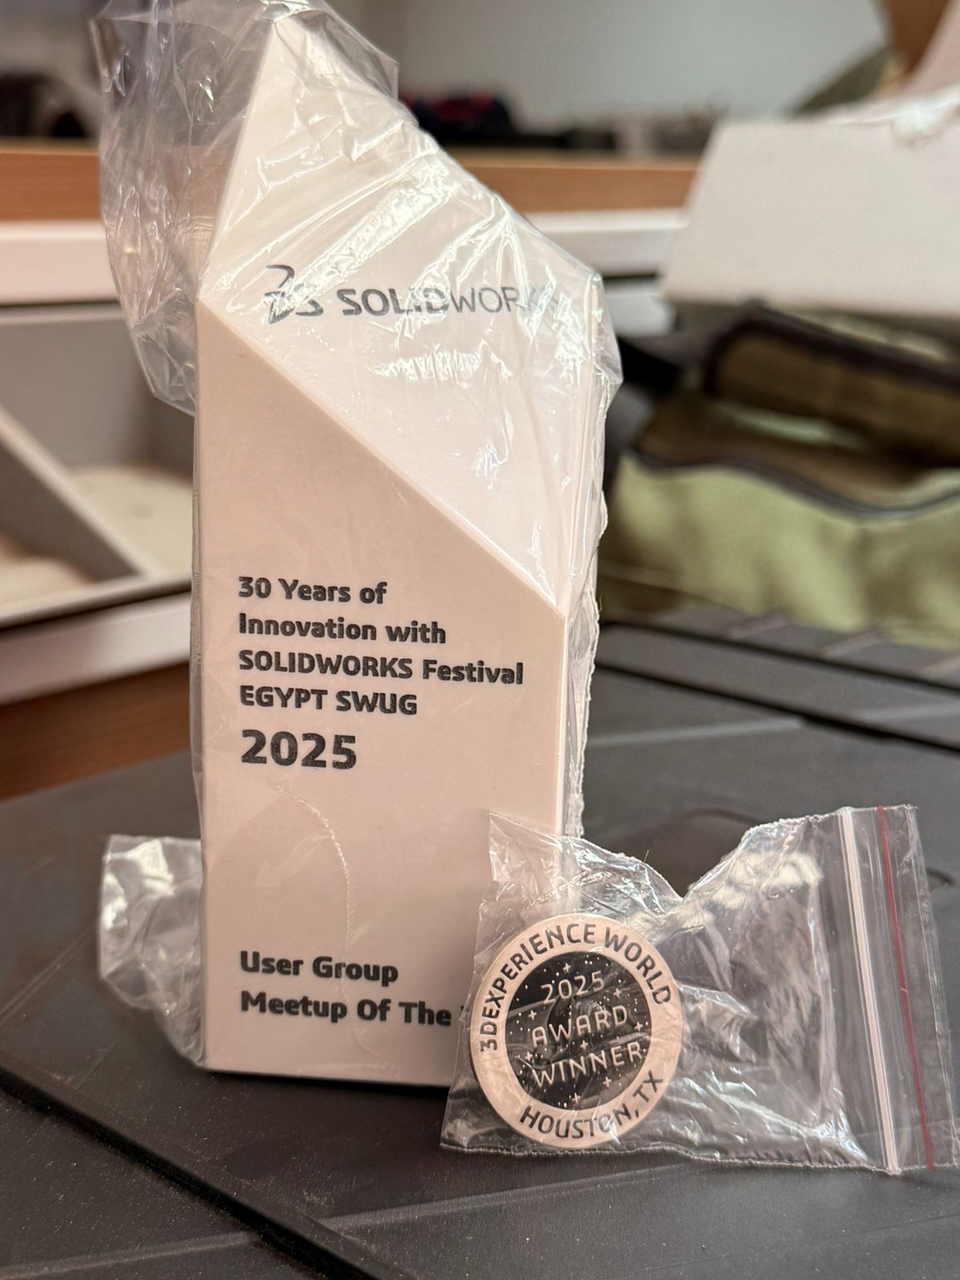 SOLIDWORKS
30 Years of
Innovation with
SOLIDWORKS Festival
EGYPT SWUG
2025
User Group
Meetup Of The
3DEXPERIENCE WORLD
2025
AWARD
WINNER
HOUSTON, TX